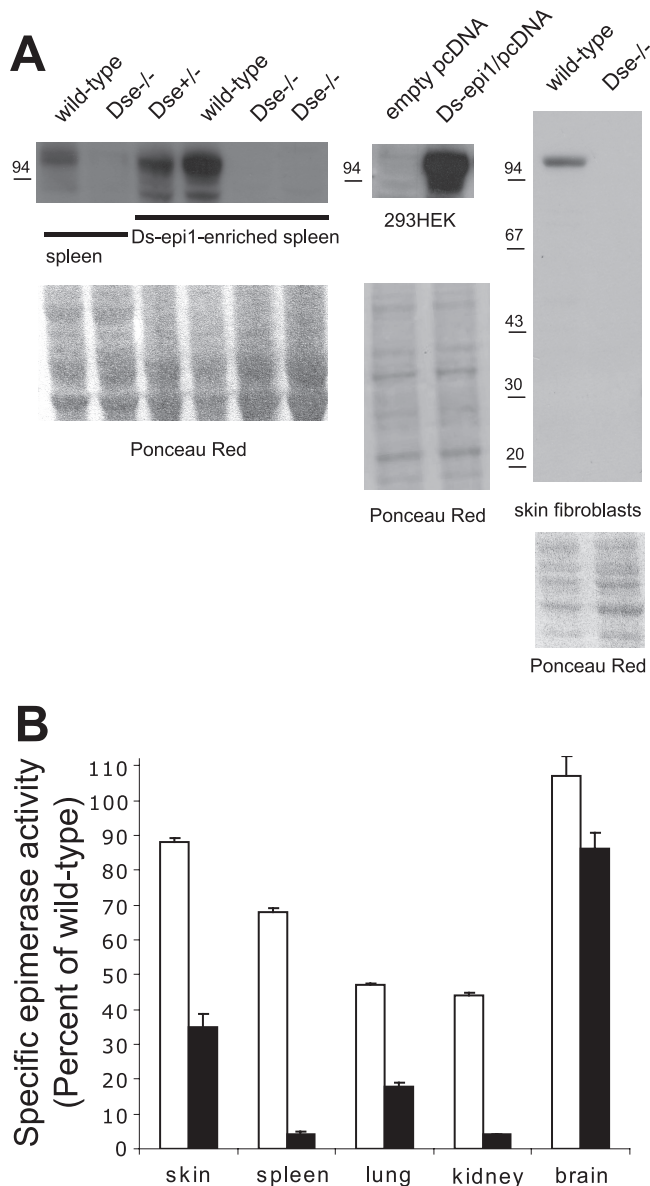 A
wild-type
Dse-/-
Dse+/-
wild-type
Dse-/-
Dse-/-
empty pcDNA
Ds-epi1/pcDNA
wild-type
Dse-/-
94
94
94
67
43
30
20
spleen
Ds-epi1-enriched spleen
293HEK
Ponceau Red
Ponceau Red
skin fibroblasts
Ponceau Red
B
Specific epimerase activity
(Percent of wild-type)
110
100
90
80
70
60
50
40
30
20
10
0
skin spleen lung kidney brain